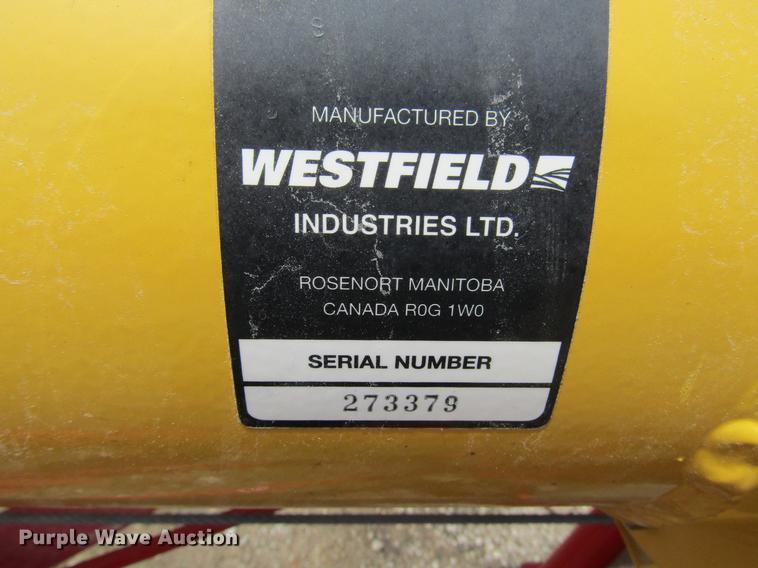 MANUFACTURED BY
WESTFIELD
INDUSTRIES LTD.
ROSENORT MANITOBA
CANADA R0G 1W0
SERIAL NUMBER
273379
Purple Wave Auction